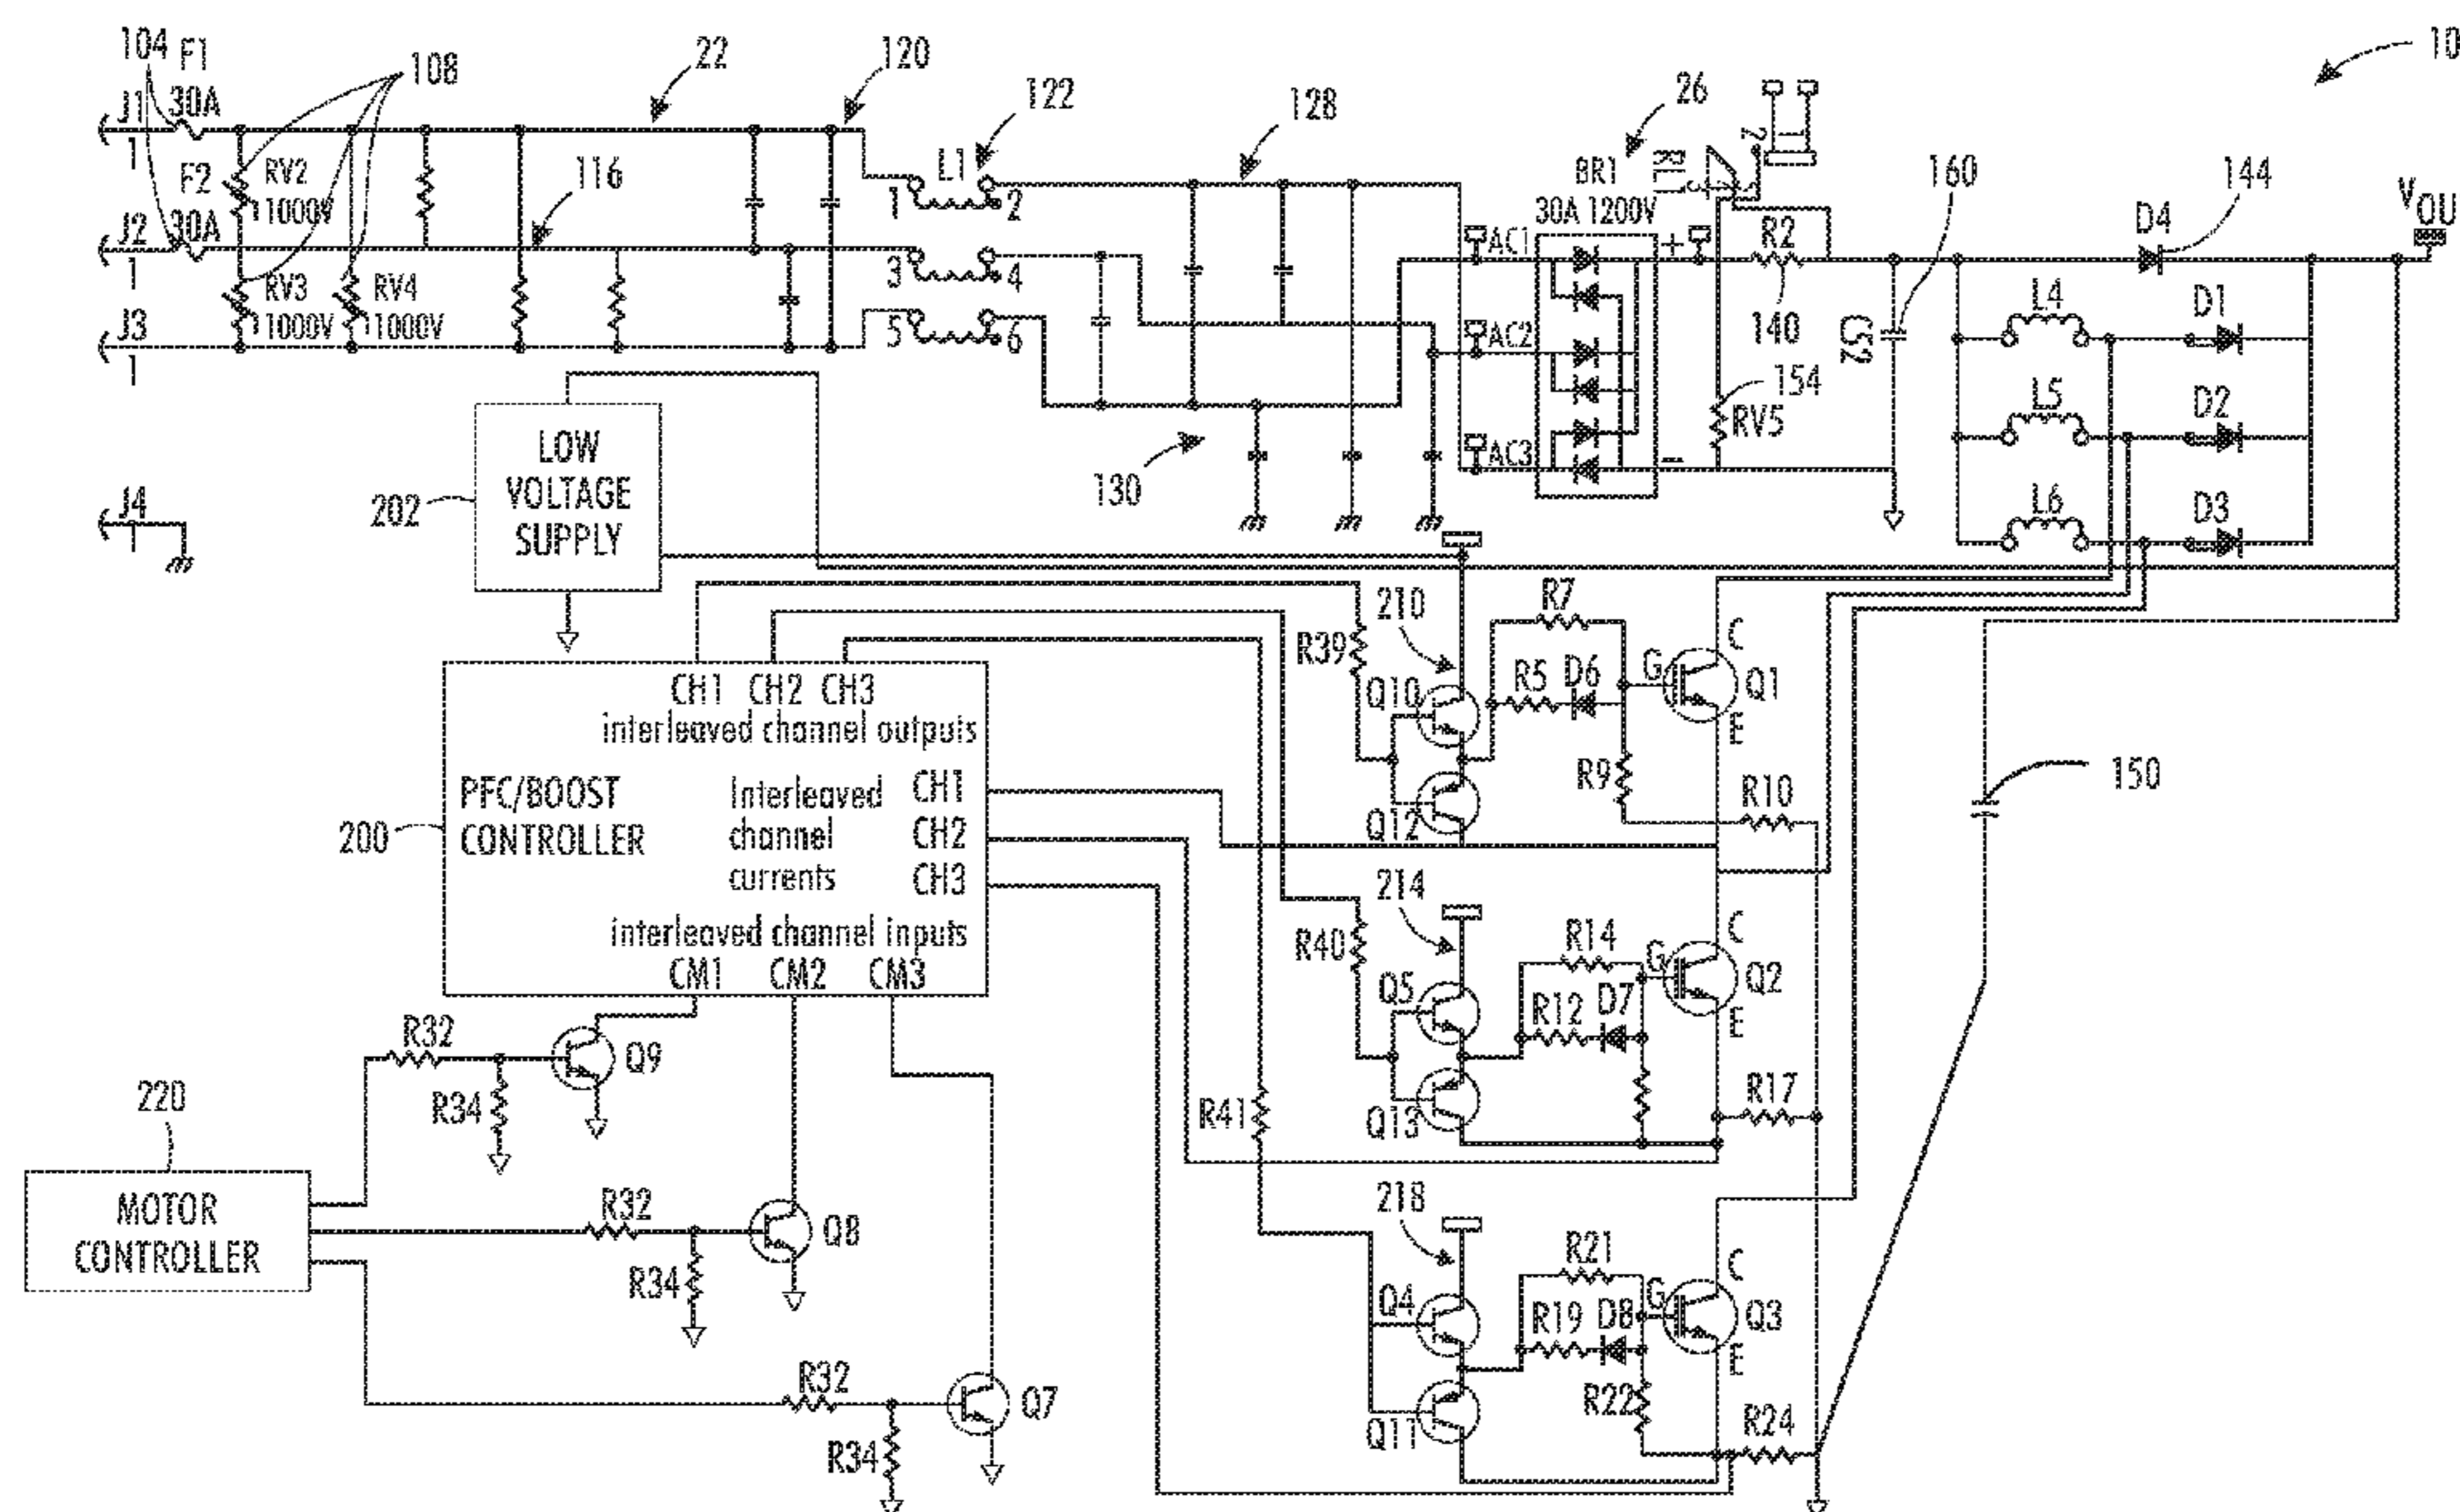 104
F1
108
22
120
122
128
26
10
J1
30A
1
F2
RV2
1000V
116
L1
1
2
BR1
30A 1200V
RL1
3
2
1
160
144
VOU
J2
30A
1
3
4
AC1
+
R2
D4
RV3
1000V
RV4
1000V
J3
1
5
6
AC2
140
C52
L4
D1
154
RV5
L5
D2
AC3
-
130
L6
D3
LOW
VOLTAGE
SUPPLY
202
J4
1
210
R7
R39
C
G
Q1
E
Q10
R5
D6
CH1 CH2 CH3
interleaved channel outputs
R9
R10
150
Q12
PFC/BOOST
CONTROLLER
200
Interleaved
channel
currents
CH1
CH2
CH3
214
interleaved channel inputs
CM1 CM2 CM3
R40
R14
C
G
Q2
E
Q5
R12
D7
R32
Q9
R34
R41
Q13
R17
220
MOTOR
CONTROLLER
R32
Q8
R34
218
R21
C
G
Q3
E
Q4
R19
D8
R32
Q7
R34
R22
Q11
R24